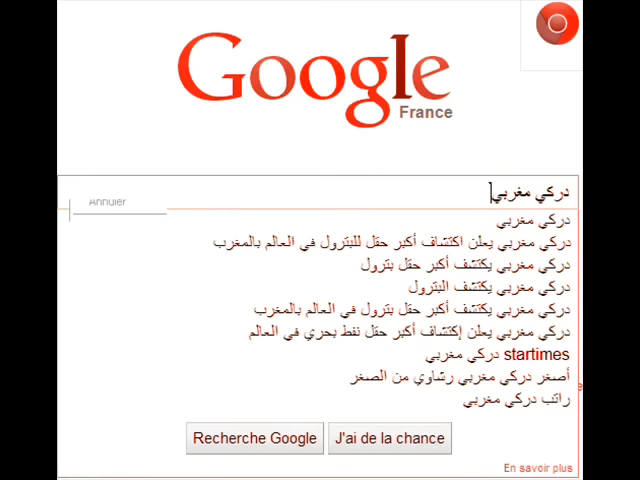 Google
France
دركي مغربي
Annuler
دركي مغربي
دركي مغربي يعلن اكتشاف أكبر حقل للبترول في العالم بالمغرب
دركي مغربي يكتشف أكبر حقل بترول
دركي مغربي يكتشف البترول
دركي مغربي يكتشف أكبر حقل بترول في العالم بالمغرب
دركي مغربي يعلن إكتشاف أكبر حقل نفط بحري في العالم
startimes دركي مغربي
أصغر دركي مغربي رشاوي من الصغر
راتب دركي مغربي
Recherche Google J'ai de la chance
En savoir plus